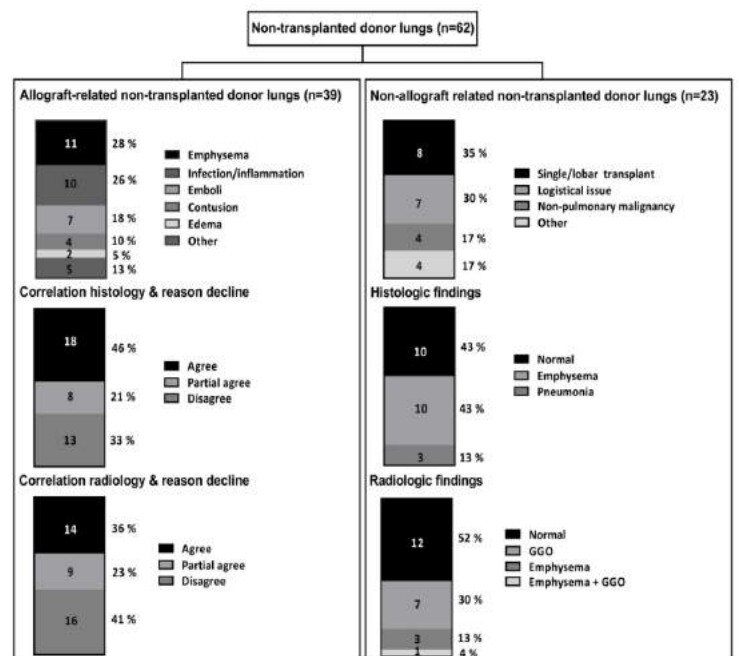 Non-transplanted donor lungs (n=62)
Allograft-related non-transplanted donor lungs (n=39)
11 28 %
10 26 %
7 18 %
4 10 %
2 5 %
5 13 %
Emphysema
Infection/inflammation
Emboli
Contusion
Edema
Other
Correlation histology & reason decline
18 46 %
8 21 %
13 33 %
Agree
Partial agree
Disagree
Correlation radiology & reason decline
14 36 %
9 23 %
16 41 %
Agree
Partial agree
Disagree
Non-allograft related non-transplanted donor lungs (n=23)
8 35 %
7 30 %
4 17 %
4 17 %
Single/lobar transplant
Logistical issue
Non-pulmonary malignancy
Other
Histologic findings
10 43 %
10 43 %
3 13 %
Normal
Emphysema
Pneumonia
Radiologic findings
12 52 %
7 30 %
3 13 %
1 4 %
Normal
GGO
Emphysema
Emphysema + GGO